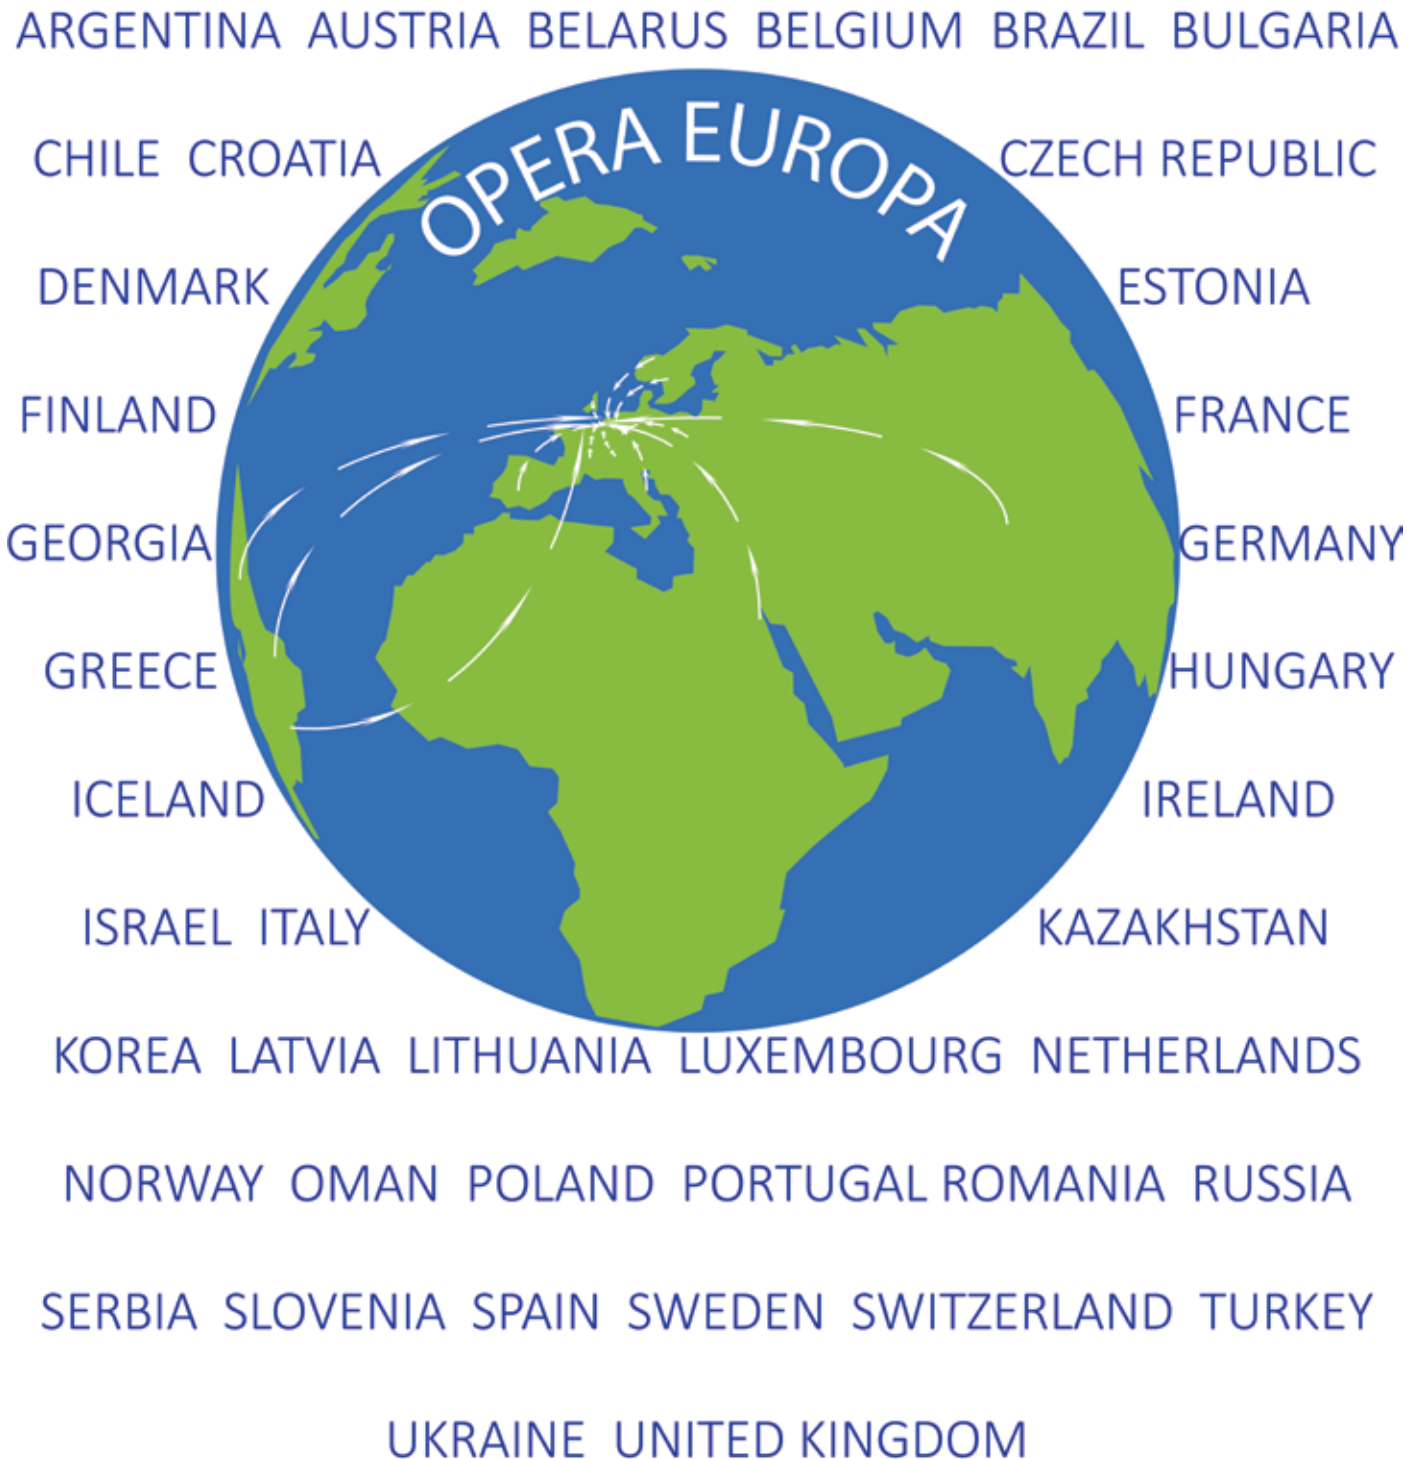 ARGENTINA AUSTRIA BELARUS BELGIUM BRAZIL BULGARIA
OPERA EUROPA
CHILE CROATIA
CZECH REPUBLIC
DENMARK
ESTONIA
FINLAND
FRANCE
GEORGIA
GERMANY
GREECE
HUNGARY
ICELAND
IRELAND
ISRAEL ITALY
KAZAKHSTAN
KOREA LATVIA LITHUANIA LUXEMBOURG NETHERLANDS
NORWAY OMAN POLAND PORTUGAL ROMANIA RUSSIA
SERBIA SLOVENIA SPAIN SWEDEN SWITZERLAND TURKEY
UKRAINE UNITED KINGDOM